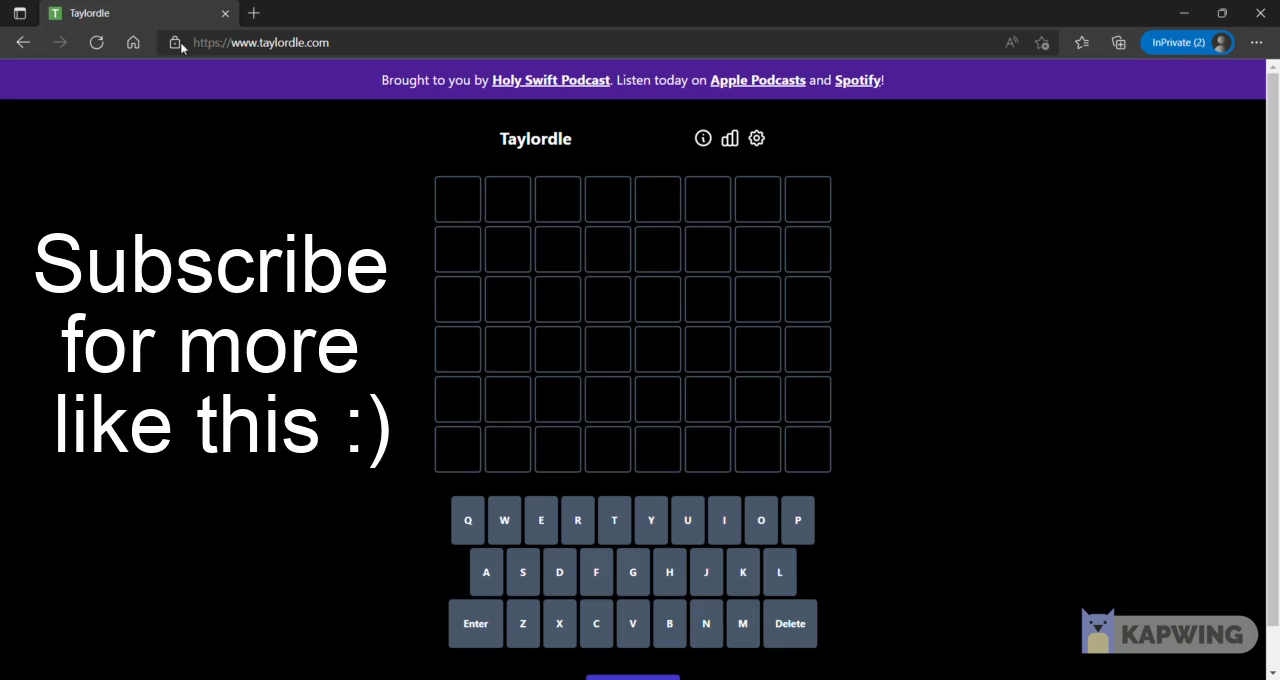 Taylordle
https://www.taylordle.com
InPrivate (2)
Brought to you by Holy Swift Podcast. Listen today on Apple Podcasts and Spotify!
Taylordle
Subscribe
for more
like this :)
Q W E R T Y U I O P
A S D F G H J K L
Enter Z X C V B N M Delete
KAPWING